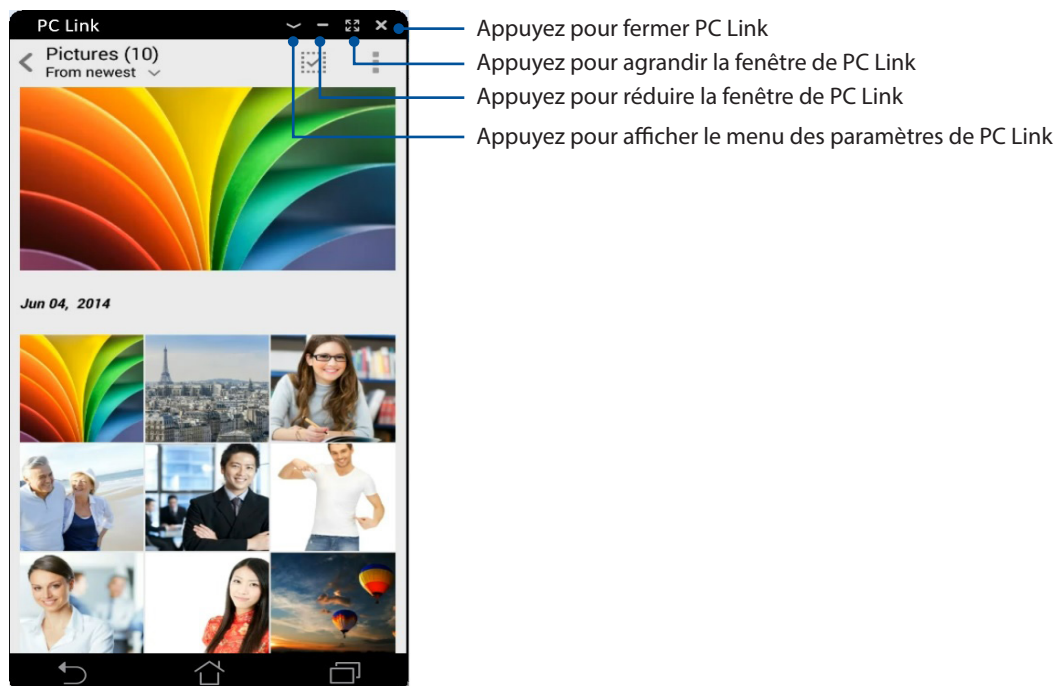 PC Link
Appuyez pour fermer PC Link
Pictures (10)
From newest
Appuyez pour agrandir la fenêtre de PC Link
Appuyez pour réduire la fenêtre de PC Link
Appuyez pour afficher le menu des paramètres de PC Link
Jun 04, 2014